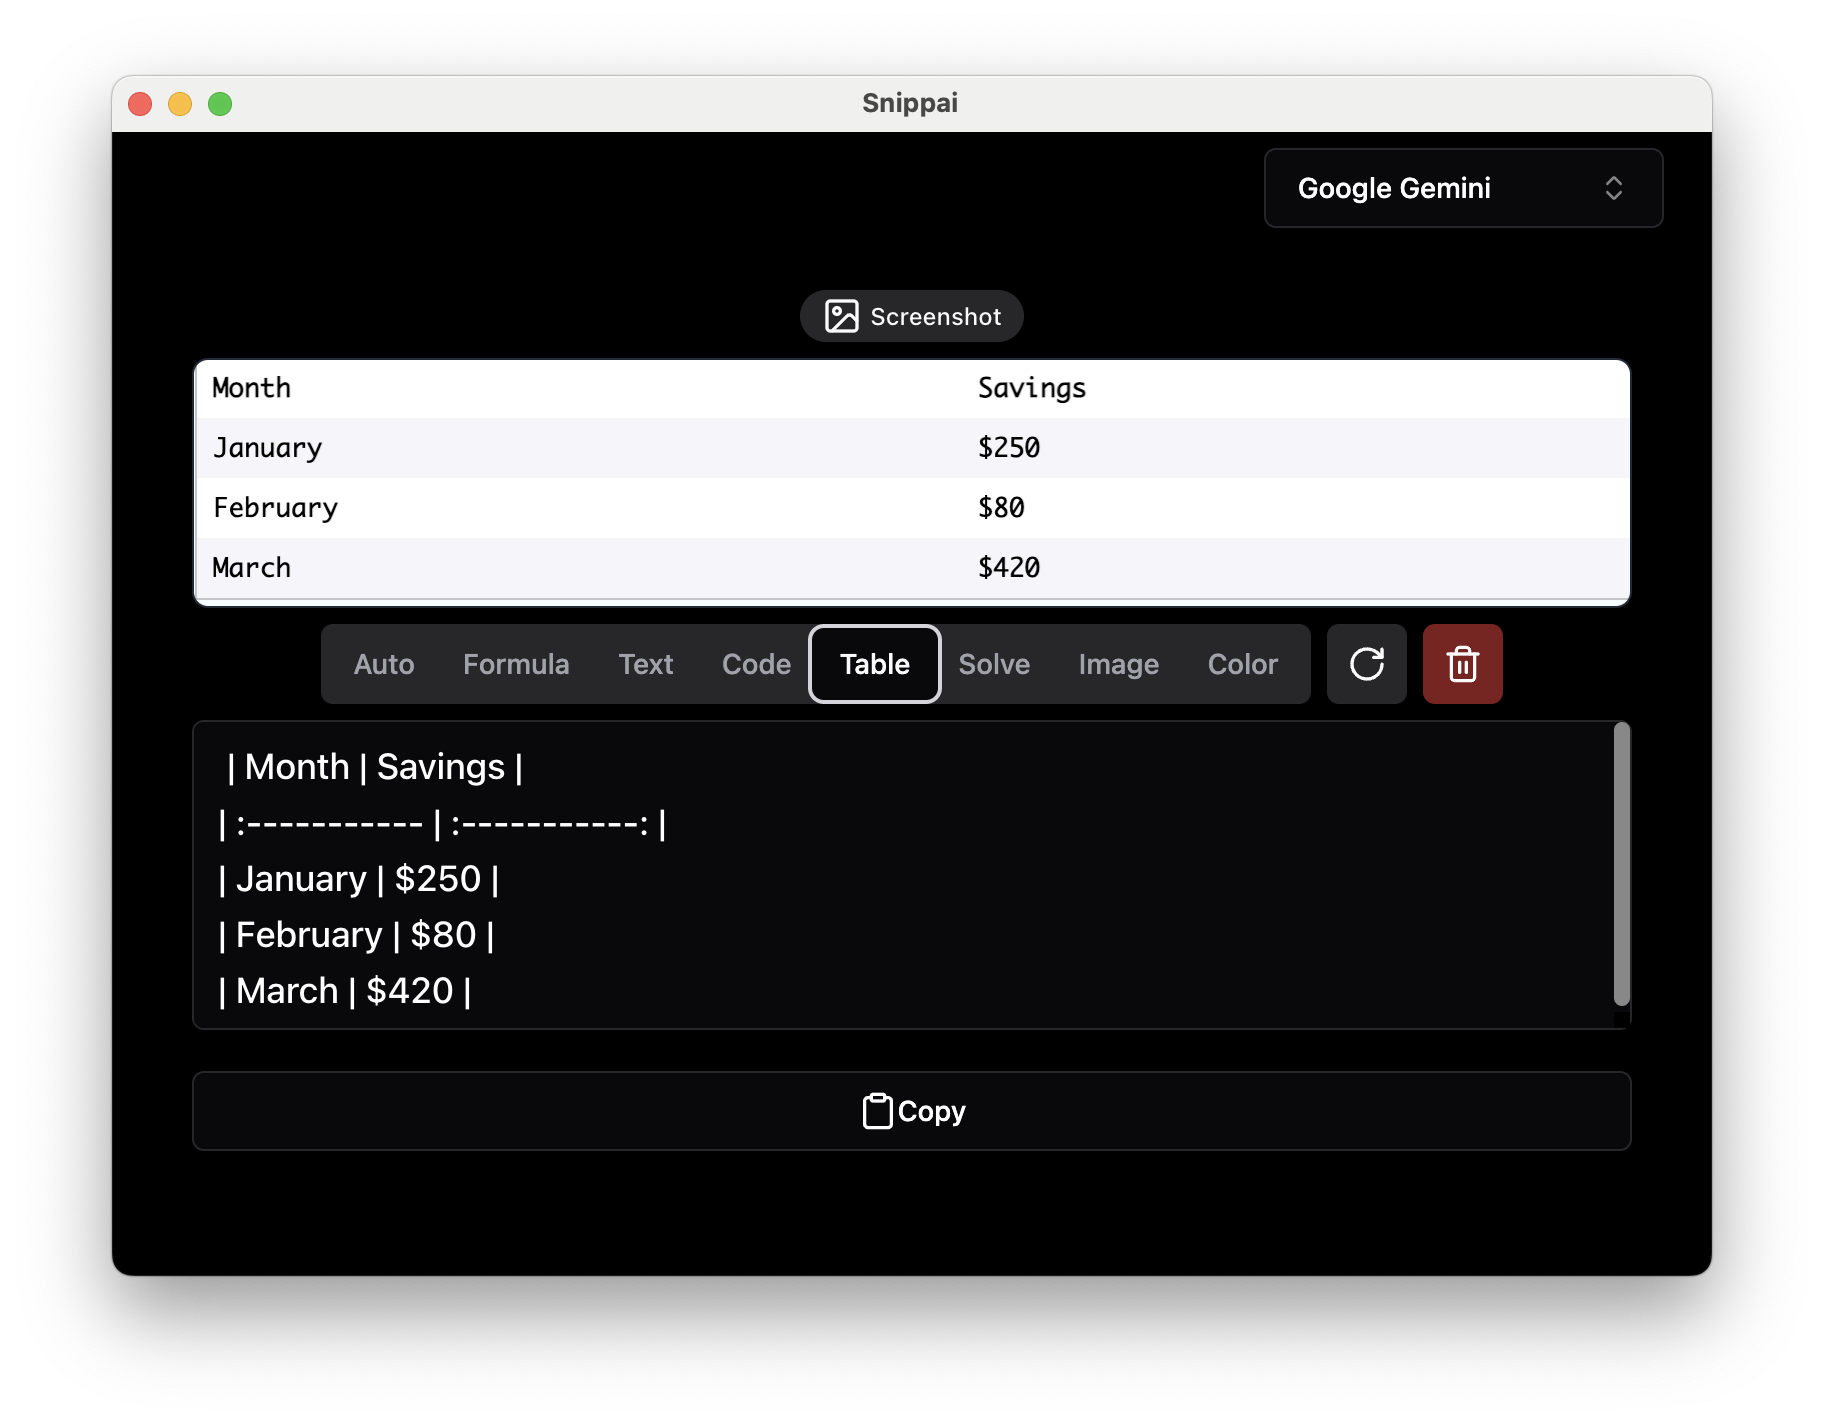 Snippai
Google Gemini
Screenshot
Month Savings
January $250
February $80
March $420
Auto Formula Text Code Table Solve Image Color
| Month | Savings |
| :----------- | :-----------: |
| January | $250 |
| February | $80 |
| March | $420 |
Copy